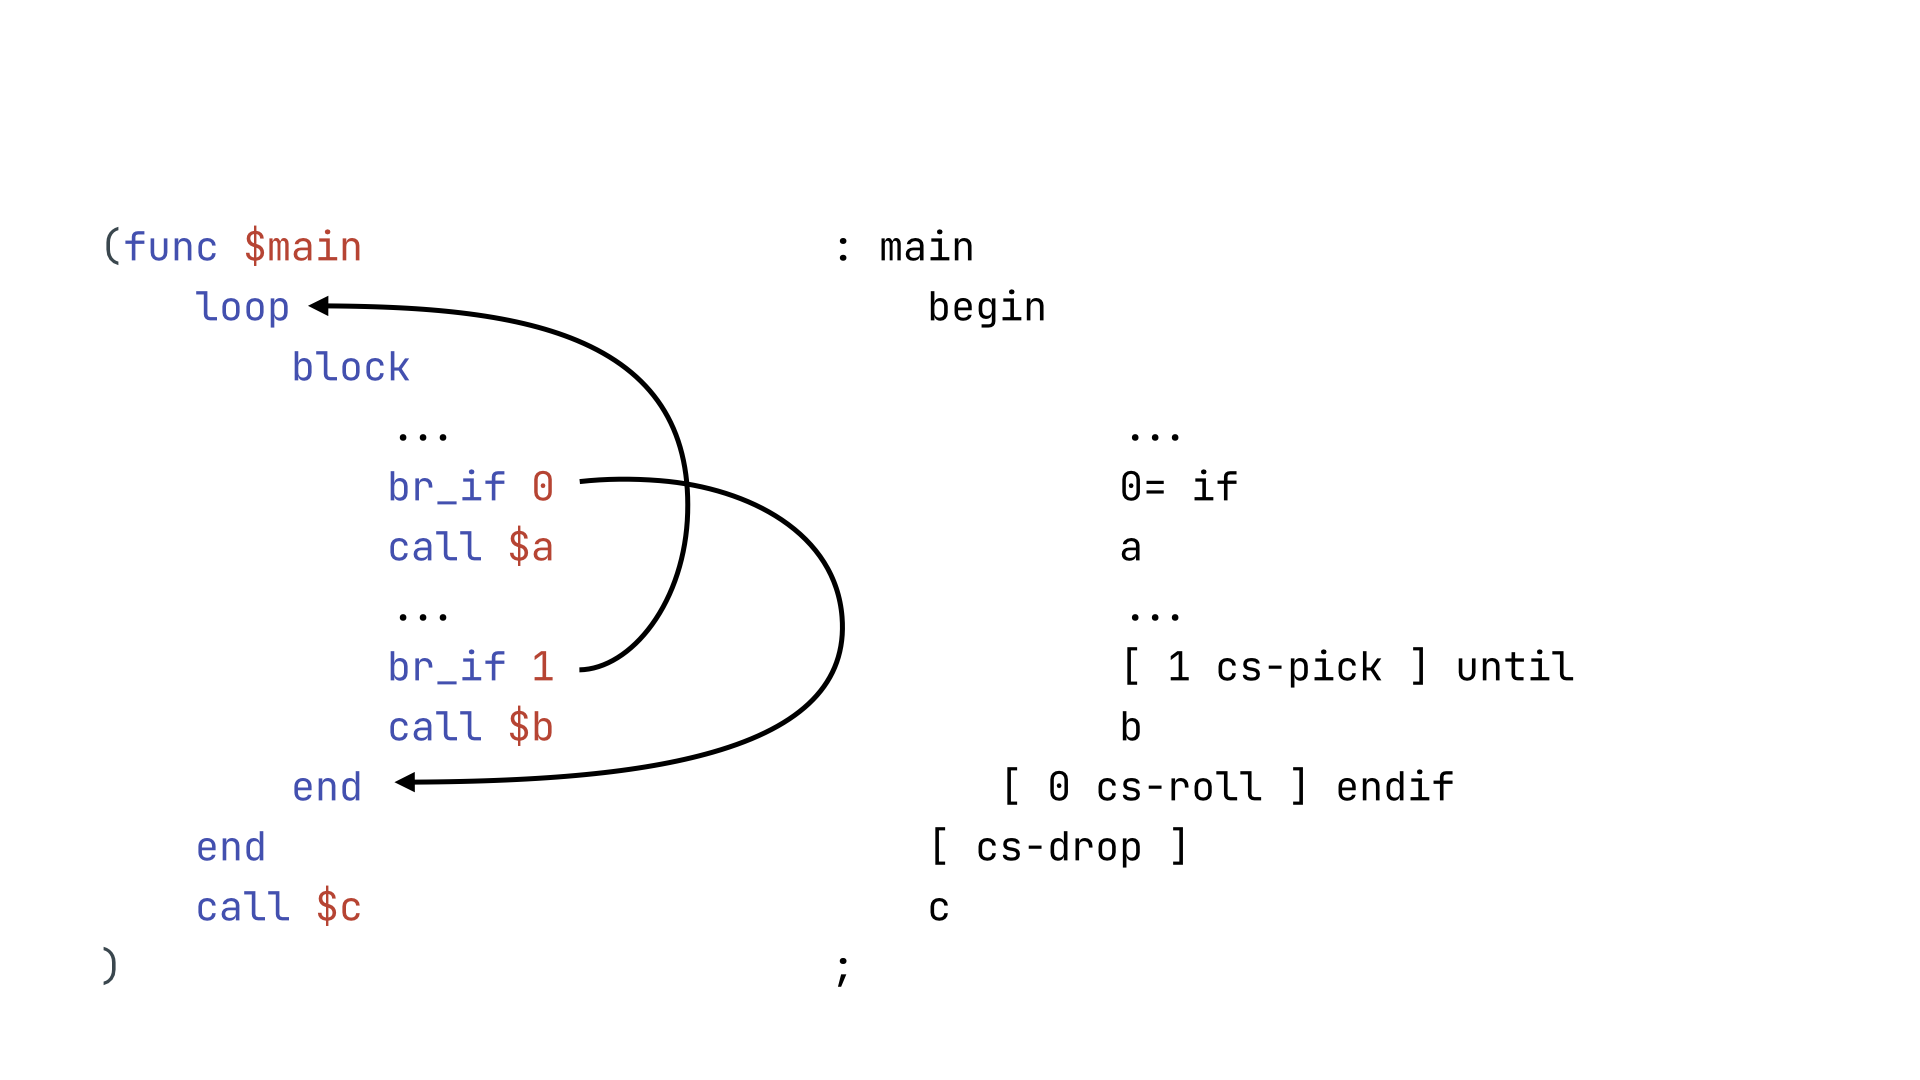 (func $main
    loop
        block
            ...
            br_if 0
            call $a
            ...
            br_if 1
            call $b
        end
    end
    call $c
)
: main
    begin
            ...
            0= if
            a
            ...
            [ 1 cs-pick ] until
            b
       [ 0 cs-roll ] endif
    [ cs-drop ]
    c
;